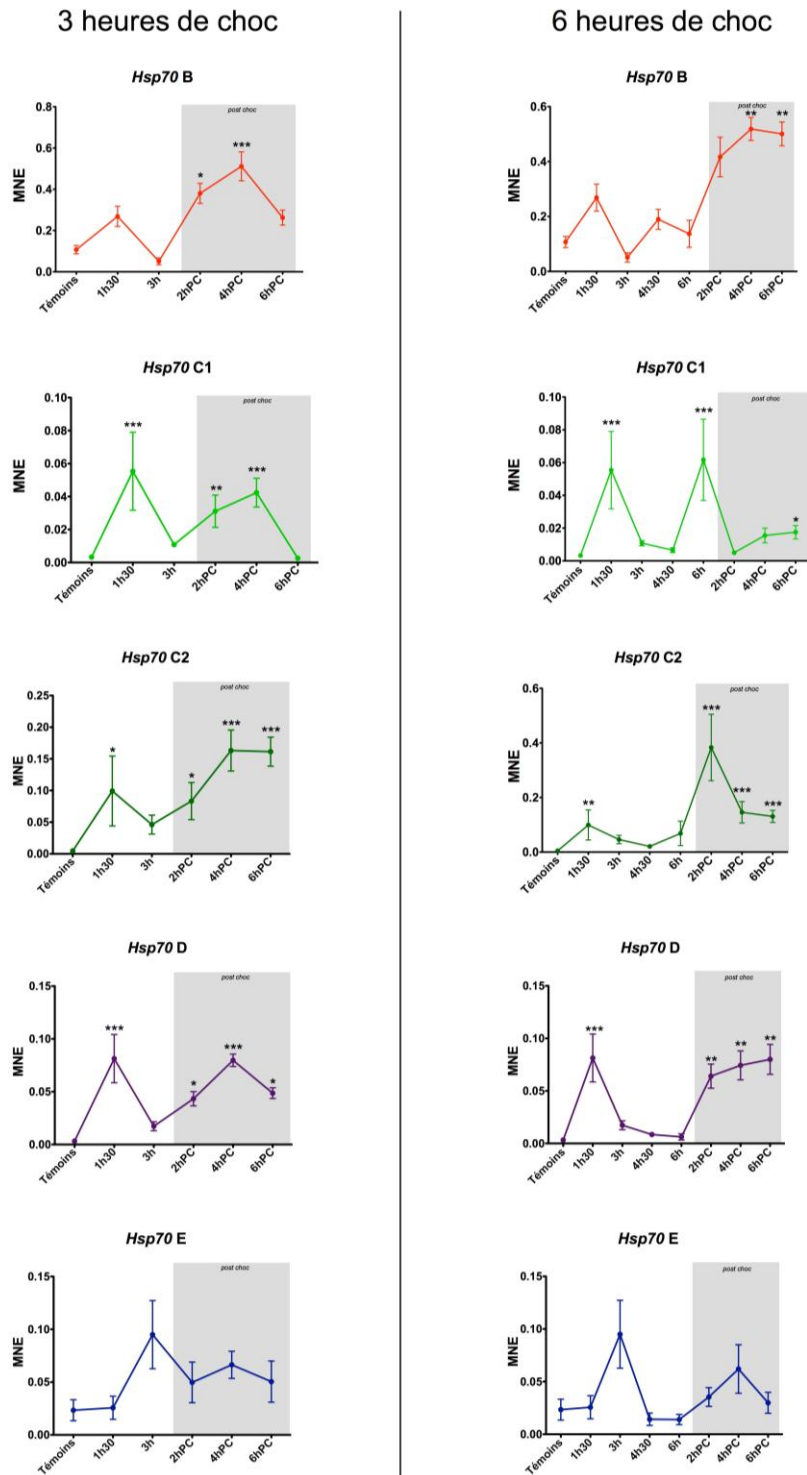 3 heures de choc
6 heures de choc
Hsp70 B
MNE
0.8
0.6
0.4
0.2
0.0
post choc
*
***
Témoins
1h30
3h
2hPC
4hPC
6hPC
Hsp70 B
MNE
0.6
0.4
0.2
0.0
post choc
**
**
Témoins
1h30
3h
4h30
6h
2hPC
4hPC
6hPC
Hsp70 C1
MNE
0.10
0.08
0.06
0.04
0.02
0.00
post choc
***
**
***
Témoins
1h30
3h
2hPC
4hPC
6hPC
Hsp70 C1
MNE
0.10
0.08
0.06
0.04
0.02
0.00
post choc
***
***
*
Témoins
1h30
3h
4h30
6h
2hPC
4hPC
6hPC
Hsp70 C2
MNE
0.25
0.20
0.15
0.10
0.05
0.00
post choc
*
*
***
***
Témoins
1h30
3h
2hPC
4hPC
6hPC
Hsp70 C2
MNE
0.6
0.4
0.2
0.0
post choc
**
***
***
***
Témoins
1h30
3h
4h30
6h
2hPC
4hPC
6hPC
Hsp70 D
MNE
0.15
0.10
0.05
0.00
post choc
***
*
***
*
Témoins
1h30
3h
2hPC
4hPC
6hPC
Hsp70 D
MNE
0.15
0.10
0.05
0.00
post choc
***
**
**
**
Témoins
1h30
3h
4h30
6h
2hPC
4hPC
6hPC
Hsp70 E
MNE
0.15
0.10
0.05
0.00
post choc
Témoins
1h30
3h
2hPC
4hPC
6hPC
Hsp70 E
MNE
0.15
0.10
0.05
0.00
post choc
Témoins
1h30
3h
4h30
6h
2hPC
4hPC
6hPC